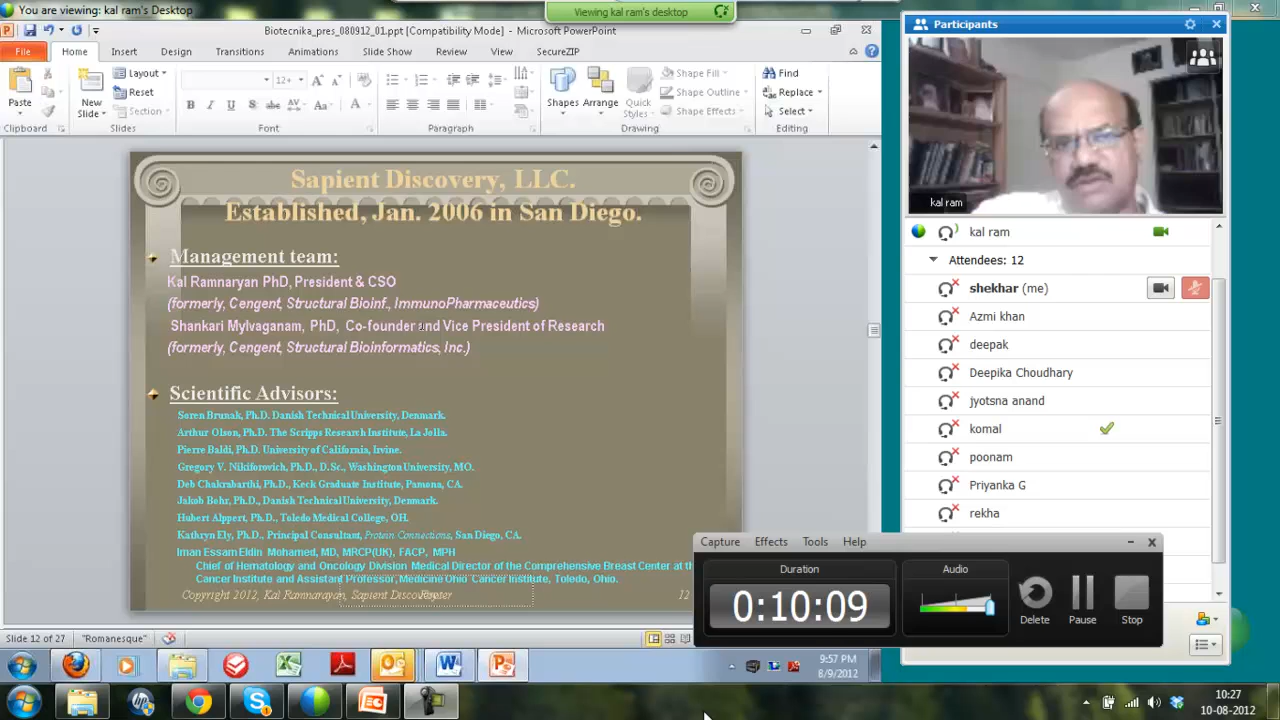 You are viewing: kal ram's Desktop
Viewing kal ram's desktop
Biotecnika_pres_080912_01.ppt [Compatibility Mode] - Microsoft PowerPoint
File Home Insert Design Transitions Animations Slide Show Review View SecureZIP
Paste
New Slide
Layout
Reset
Section
12+
B I U S abc AV Aa A
Shapes Arrange Quick Styles
Shape Fill
Shape Outline
Shape Effects
Find
Replace
Select
Clipboard Slides Font Paragraph Drawing Editing
Sapient Discovery, LLC.
Established, Jan. 2006 in San Diego.
Management team:
Kal Ramnaryan PhD, President & CSO
(formerly, Cengent, Structural Bioinf., ImmunoPharmaceutics)
Shankari Mylvaganam, PhD, Co-founder and Vice President of Research
(formerly, Cengent, Structural Bioinformatics, Inc.)
Scientific Advisors:
Soren Brunak, Ph.D. Danish Technical University, Denmark.
Arthur Olson, Ph.D. The Scripps Research Institute, La Jolla.
Pierre Baldi, Ph.D. University of California, Irvine.
Gregory V. Nikiforovich, Ph.D., D.Sc., Washington University, MO.
Deb Chakrabarthi, Ph.D., Keck Graduate Institute, Pamona, CA.
Jakob Bohr, Ph.D., Danish Technical University, Denmark.
Hubert Alppert, Ph.D., Toledo Medical College, OH.
Kathryn Ely, Ph.D., Principal Consultant, Protein Connections, San Diego, CA.
Iman Essam Eldin Mohamed, MD, MRCP(UK), FACP, MPH
Chief of Hematology and Oncology Division Medical Director of the Comprehensive Breast Center at th
Cancer Institute and Assistant Professor, Medicine Ohio Cancer Institute, Toledo, Ohio.
Copyright 2012, Kal Ramnarayan, Sapient Discovery
12
Slide 12 of 27 "Romanesque"
9:57 PM
8/9/2012
Participants
kal ram
kal ram
Attendees: 12
shekhar (me)
Azmi khan
deepak
Deepika Choudhary
jyotsna anand
komal
poonam
Priyanka G
rekha
Capture Effects Tools Help
Duration
0:10:09
Audio
Delete Pause Stop
10:27
10-08-2012